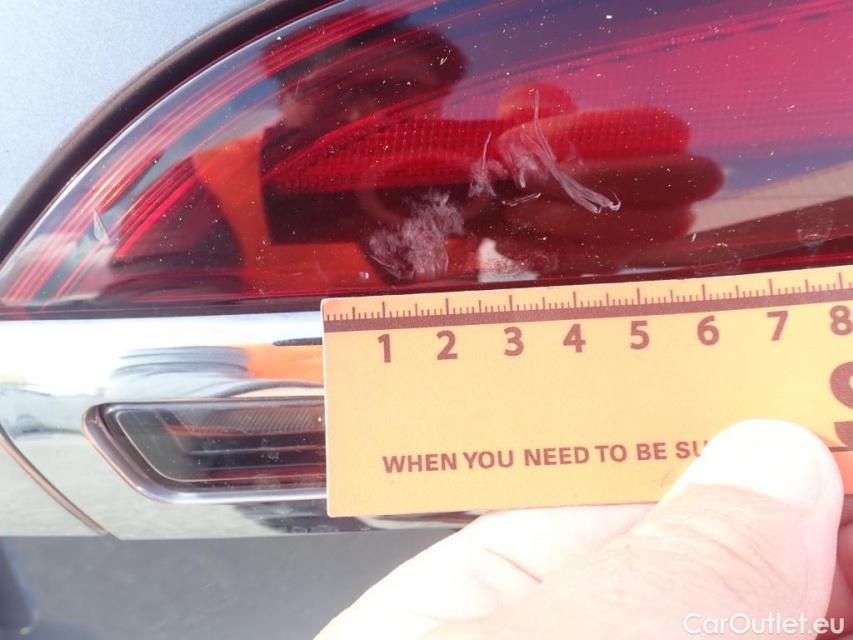 1 2 3 4 5 6 7 8
WHEN YOU NEED TO BE SU
CarOutlet.eu